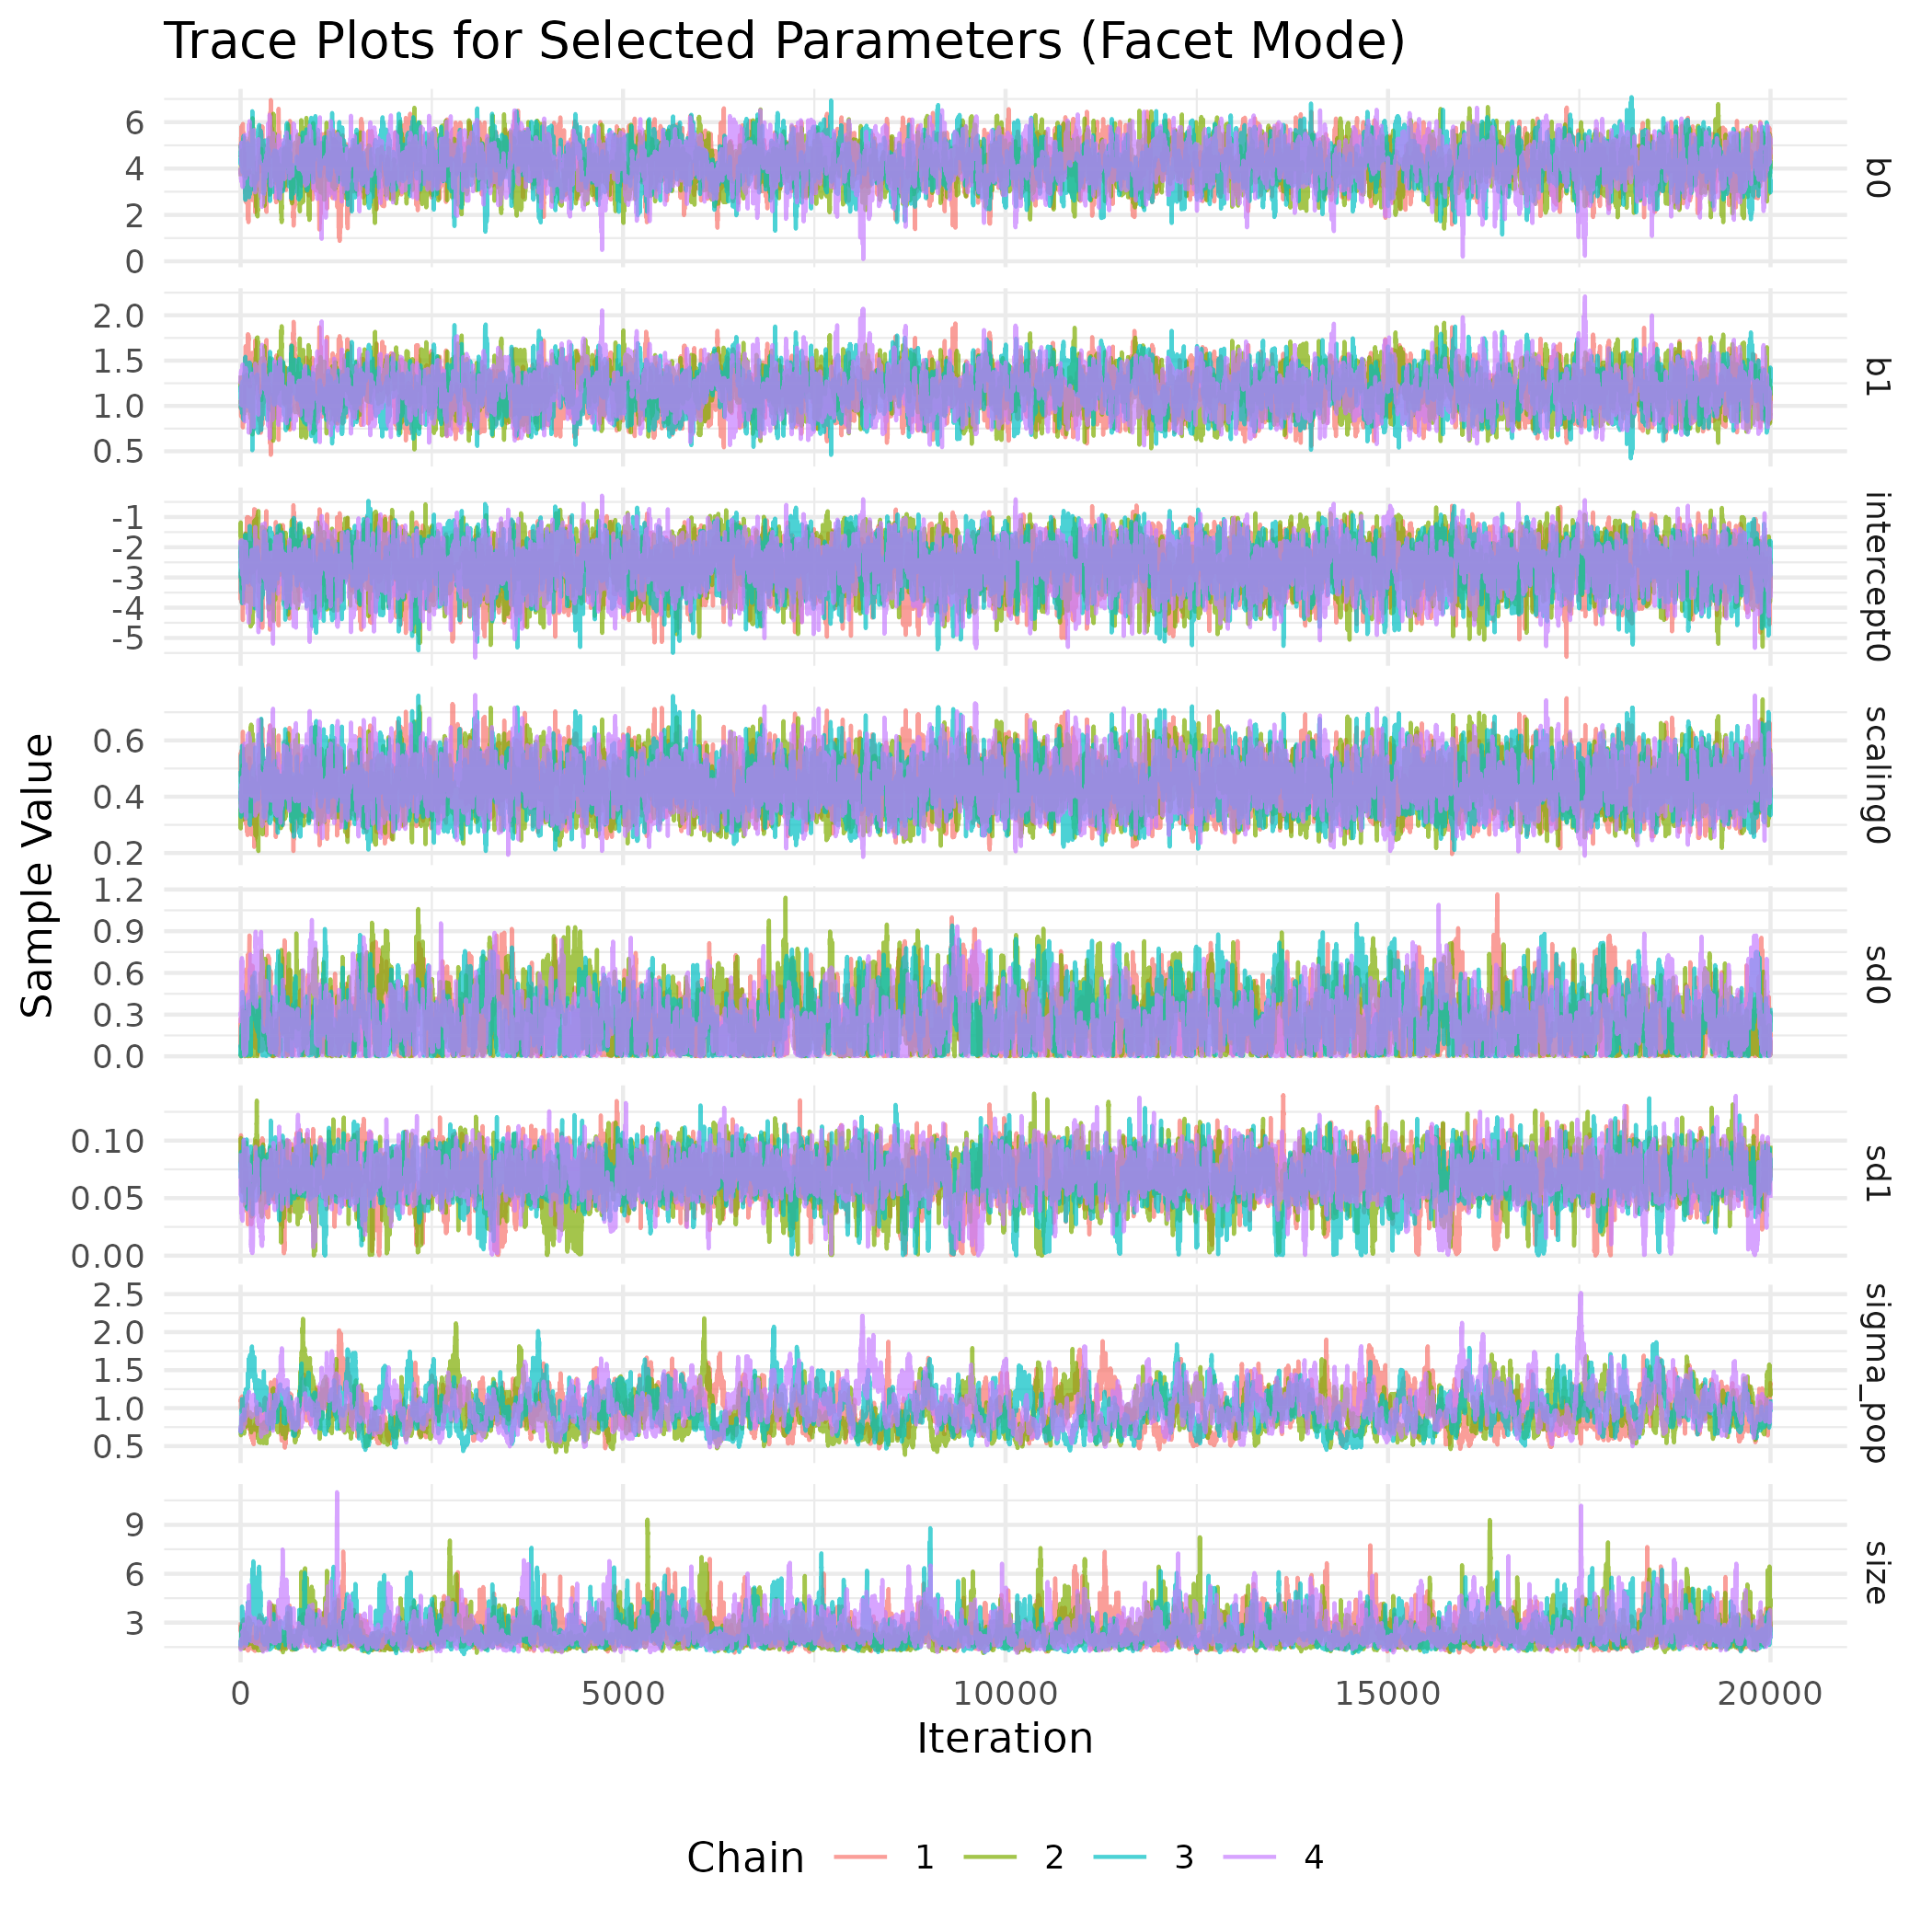 Trace Plots for Selected Parameters (Facet Mode)
Sample Value
6
4
2
0
b0
2.0
1.5
1.0
0.5
b1
-1
-2
-3
-4
-5
intercept0
0.6
0.4
0.2
scaling0
1.2
0.9
0.6
0.3
0.0
sd0
0.10
0.05
0.00
sd1
2.5
2.0
1.5
1.0
0.5
sigma_pop
9
6
3
size
0 5000 10000 15000 20000
Iteration
Chain 1 2 3 4